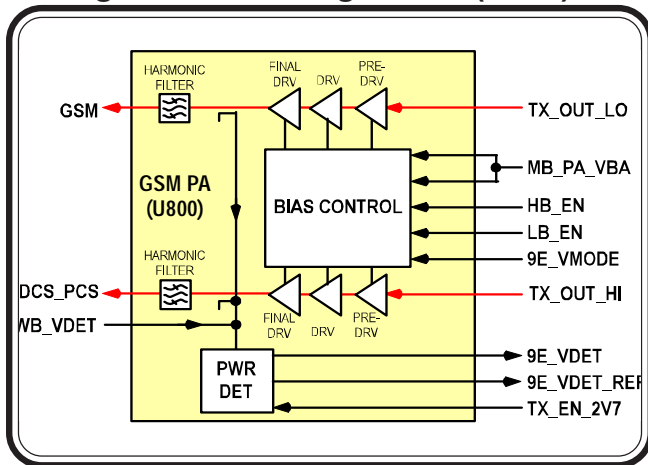 HARMONIC
FILTER
FINAL
DRV
DRV
PRE-
DRV
GSM
TX_OUT_LO
MB_PA_VBA
GSM PA
(U800)
BIAS CONTROL
HB_EN
LB_EN
9E_VMODE
HARMONIC
FILTER
DCS_PCS
TX_OUT_HI
FINAL
DRV
DRV
PRE-
DRV
WB_VDET
PWR
DET
9E_VDET
9E_VDET_REF
TX_EN_2V7